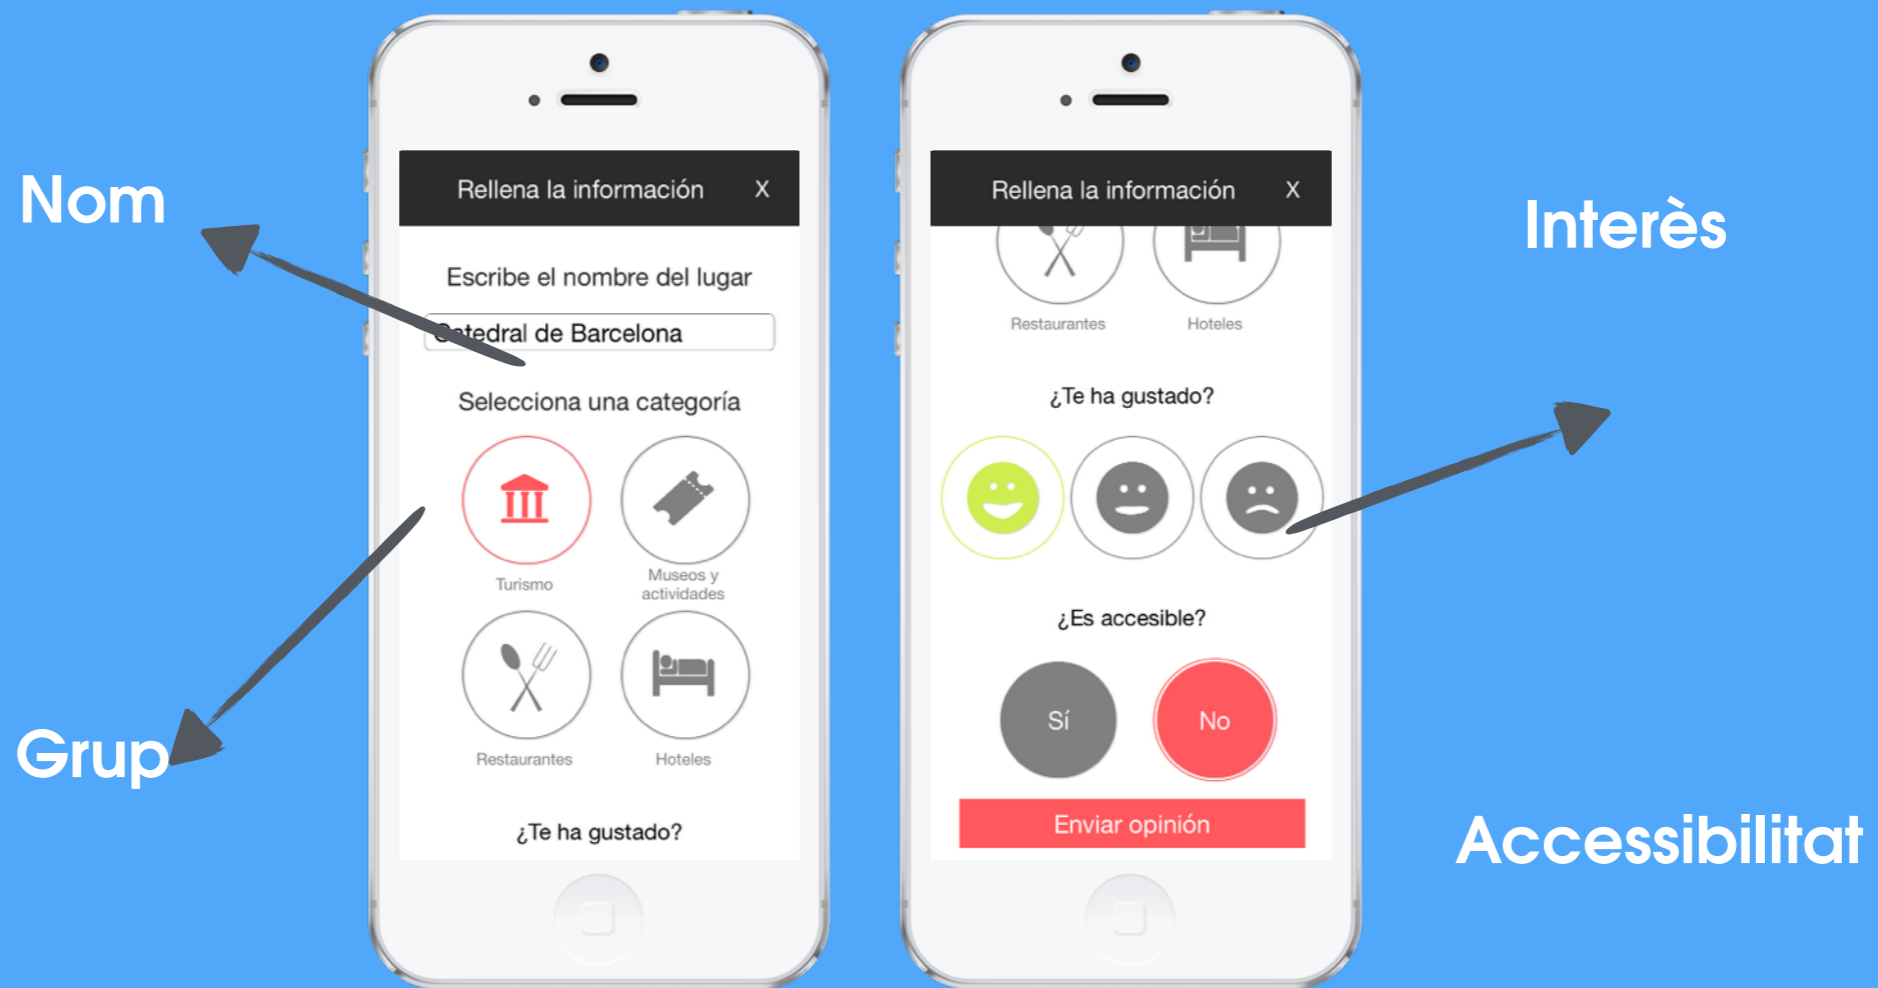 Nom
Grup
Rellena la información X
Escribe el nombre del lugar
Catedral de Barcelona
Selecciona una categoría
Turismo
Museos y
actividades
Restaurantes
Hoteles
¿Te ha gustado?
Rellena la información X
Restaurantes
Hoteles
¿Te ha gustado?
¿Es accesible?
Sí
No
Enviar opinión
Interès
Accessibilitat